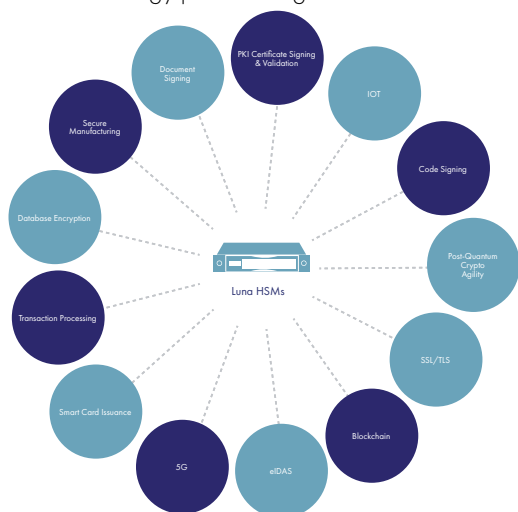 PKI Certificate Signing
& Validation
IOT
Code Signing
Post-Quantum
Crypto
Agility
SSL/TLS
Blockchain
eIDAS
5G
Smart Card Issuance
Transaction Processing
Database Encryption
Secure
Manufacturing
Document
Signing
Luna HSMs